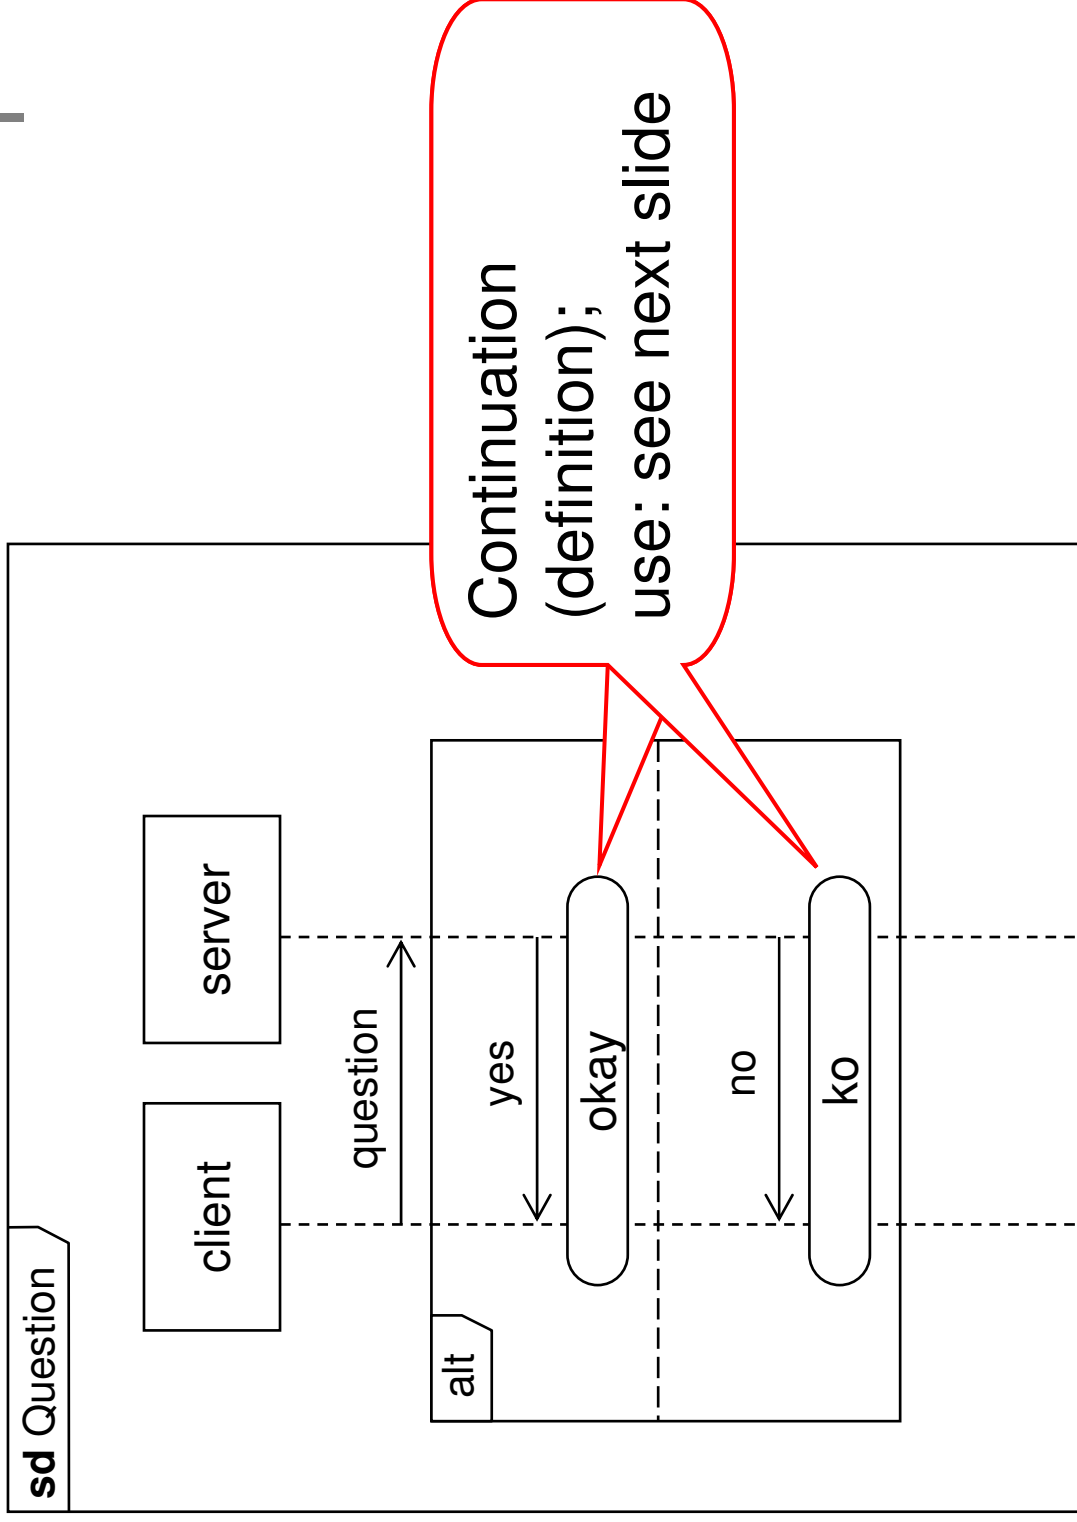 sd Question
client
server
question
alt
yes
okay
no
ko
Continuation
(definition);
use: see next slide